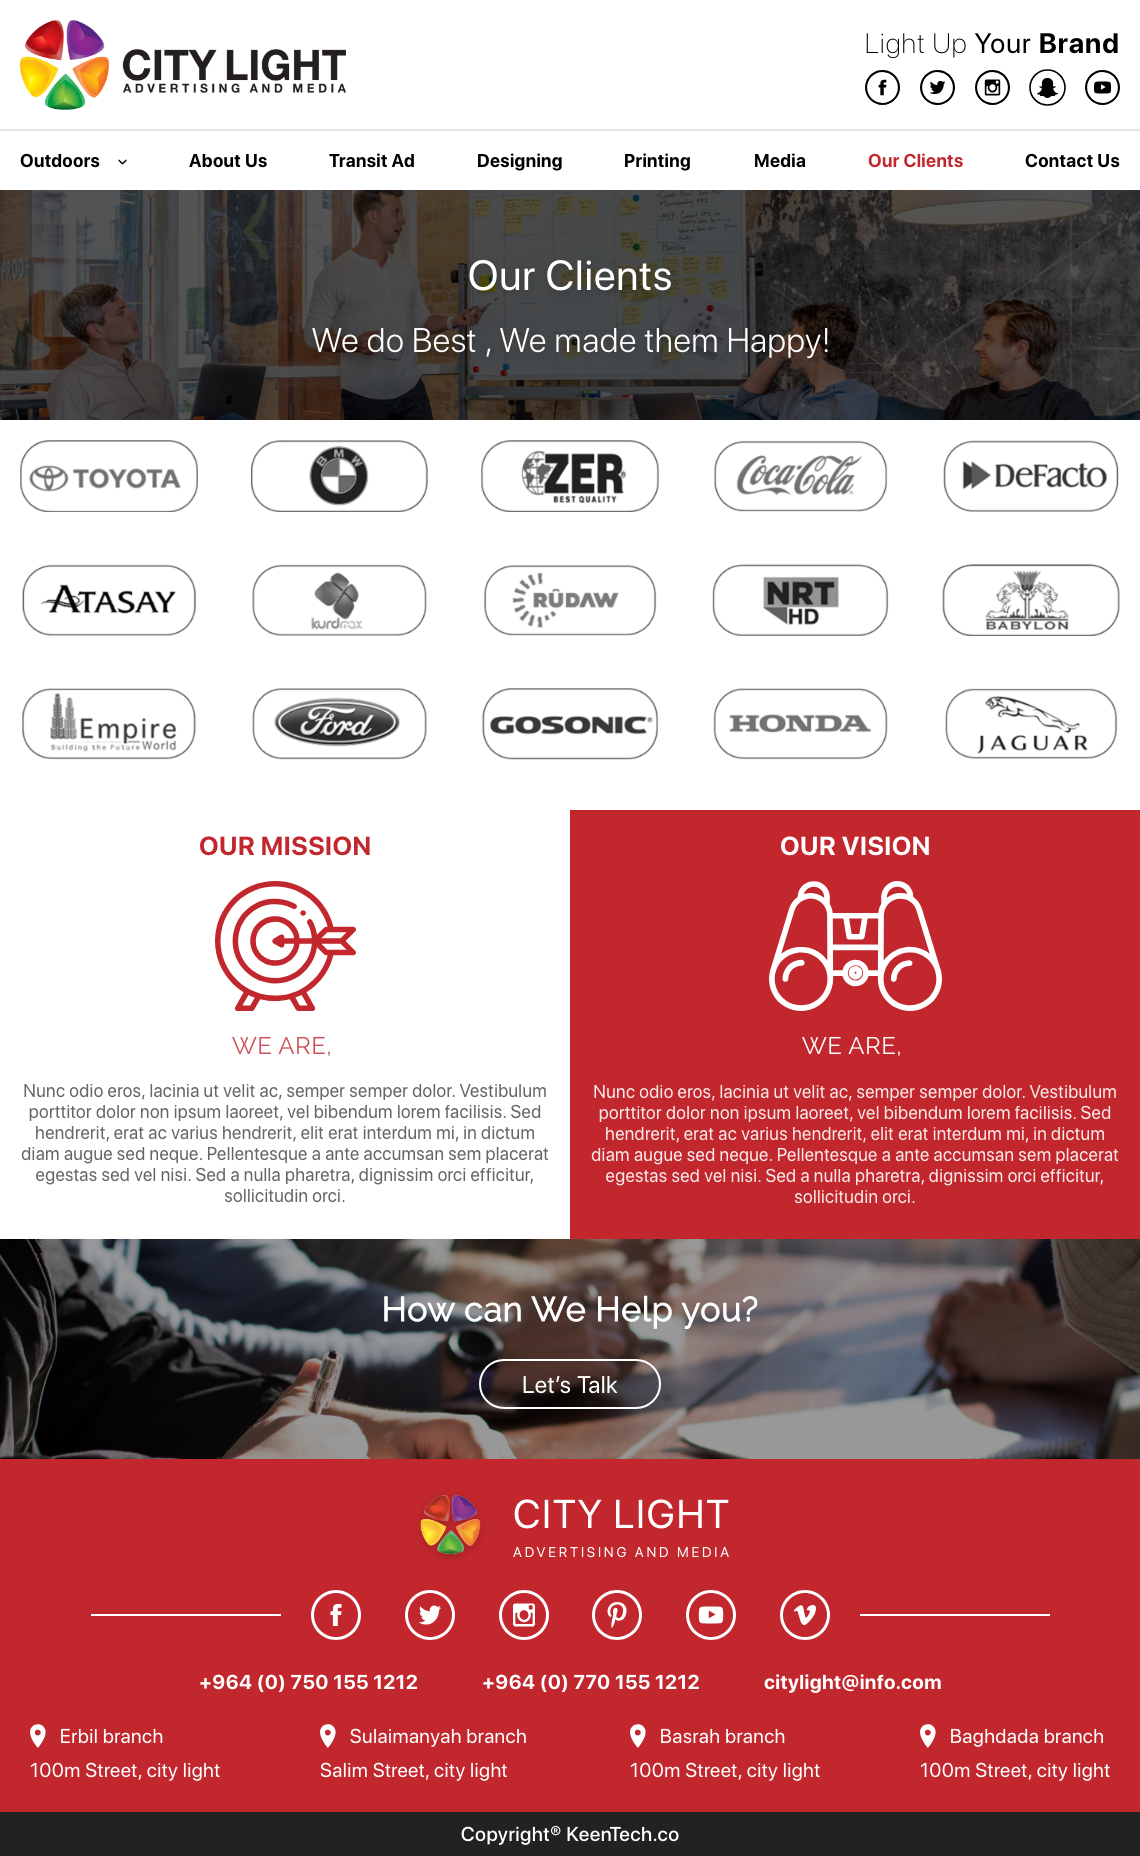 CITY LIGHT
ADVERTISING AND MEDIA
Light Up Your Brand
Outdoors
About Us
Transit Ad
Designing
Printing
Media
Our Clients
Contact Us
Our Clients
We do Best , We made them Happy!
TOYOTA
BMW
ZER®
BEST QUALITY
Coca-Cola
DeFacto
ATASAY
kurdmax
RÛDAW
NRT
HD
BABYLON
Empire
World
Building the Future
Ford
GOSONIC®
HONDA
JAGUAR
OUR MISSION
WE ARE,
Nunc odio eros, lacinia ut velit ac, semper semper dolor. Vestibulum
porttitor dolor non ipsum laoreet, vel bibendum lorem facilisis. Sed
hendrerit, erat ac varius hendrerit, elit erat interdum mi, in dictum
diam augue sed neque. Pellentesque a ante accumsan sem placerat
egestas sed vel nisi. Sed a nulla pharetra, dignissim orci efficitur,
sollicitudin orci.
OUR VISION
WE ARE,
Nunc odio eros, lacinia ut velit ac, semper semper dolor. Vestibulum
porttitor dolor non ipsum laoreet, vel bibendum lorem facilisis. Sed
hendrerit, erat ac varius hendrerit, elit erat interdum mi, in dictum
diam augue sed neque. Pellentesque a ante accumsan sem placerat
egestas sed vel nisi. Sed a nulla pharetra, dignissim orci efficitur,
sollicitudin orci.
How can We Help you?
Let's Talk
CITY LIGHT
ADVERTISING AND MEDIA
+964 (0) 750 155 1212
+964 (0) 770 155 1212
citylight@info.com
Erbil branch
100m Street, city light
Sulaimanyah branch
Salim Street, city light
Basrah branch
100m Street, city light
Baghdada branch
100m Street, city light
Copyright® KeenTech.co